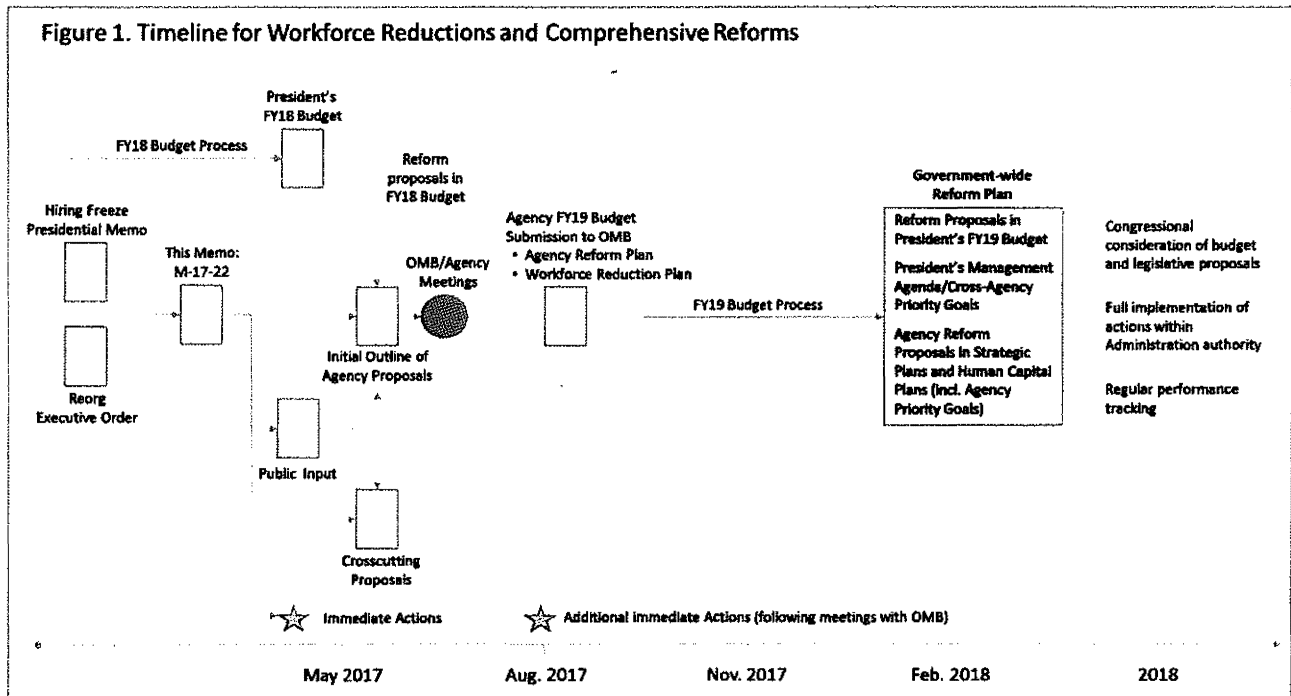 Figure 1. Timeline for Workforce Reductions and Comprehensive Reforms
President's
FY18 Budget
FY18 Budget Process
Reform
proposals in
FY18 Budget
Hiring Freeze
Presidential Memo
This Memo:
M-17-22
Reorg
Executive Order
OMB/Agency
Meetings
Initial Outline of
Agency Proposals
Public Input
Crosscutting
Proposals
Agency FY19 Budget
Submission to OMB
• Agency Reform Plan
• Workforce Reduction Plan
FY19 Budget Process
Government-wide
Reform Plan
Reform Proposals in
President's FY19 Budget
President's Management
Agenda/Cross-Agency
Priority Goals
Agency Reform
Proposals in Strategic
Plans and Human Capital
Plans (incl. Agency
Priority Goals)
Congressional
consideration of budget
and legislative proposals
Full implementation of
actions within
Administration authority
Regular performance
tracking
Immediate Actions
Additional Immediate Actions (following meetings with OMB)
May 2017
Aug. 2017
Nov. 2017
Feb. 2018
2018